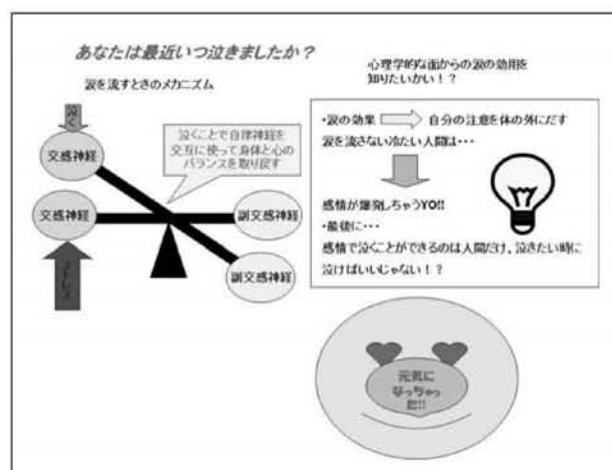 あなたは最近いつ泣きましたか？
涙を流すときのメカニズム
泣く
交感神経
泣くことで自律神経を
交互に使って身体と心の
バランスを取り戻す
交感神経
副交感神経
副交感神経
ストレス
心理学的な面からの涙の効用を
知りたいかい！？
・涙の効果 自分の注意を体の外にだす
涙を流さない冷たい人間は・・・
感情が爆発しちゃうYO!!
・最後に・・・
感情で泣くことができるのは人間だけ，泣きたい時に
泣けばいいじゃない！？
元気に
なっちゃっ
た!!